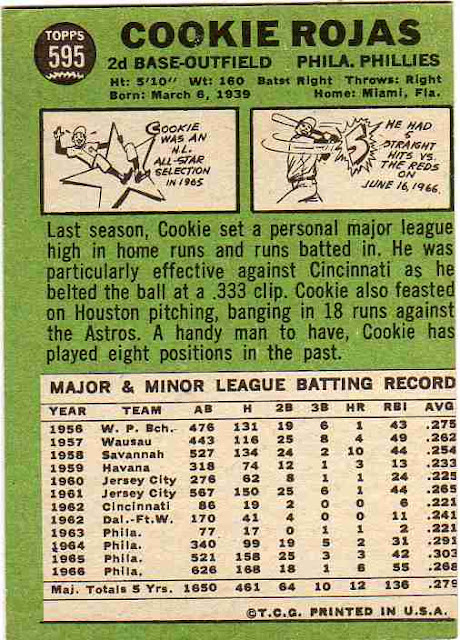 TOPPS
595
COOKIE ROJAS
2d BASE-OUTFIELD PHILA. PHILLIES
Ht: 5'10" Wt: 160 Bats: Right Throws: Right
Born: March 6, 1939 Home: Miami, Fla.
COOKIE
WAS AN
N.L.
ALL-STAR
SELECTION
IN 1965
HE HAD
5
STRAIGHT
HITS VS.
THE REDS
ON
JUNE 16, 1966.
Last season, Cookie set a personal major league
high in home runs and runs batted in. He was
particularly effective against Cincinnati as he
belted the ball at a .333 clip. Cookie also feasted
on Houston pitching, banging in 18 runs against
the Astros. A handy man to have, Cookie has
played eight positions in the past.
MAJOR & MINOR LEAGUE BATTING RECORD
YEAR TEAM AB H 2B 3B HR RBI AVG
1956 W. P. Bch. 476 131 19 6 1 43 .275
1957 Wausau 443 116 25 8 4 49 .262
1958 Savannah 527 134 24 2 10 44 .254
1959 Havana 318 74 12 1 3 13 .233
1960 Jersey City 276 62 8 1 1 24 .225
1961 Jersey City 567 150 25 6 1 44 .265
1962 Cincinnati 86 19 2 0 0 6 .221
1962 Dal.-Ft.W. 170 41 4 0 0 11 .241
1963 Phila. 77 17 0 1 1 2 .221
1964 Phila. 340 99 19 5 2 31 .291
1965 Phila. 521 158 25 3 3 42 .303
1966 Phila. 626 168 18 1 6 55 .268
Maj. Totals 5 Yrs. 1650 461 64 10 12 136 .279
©T.C.G. PRINTED IN U.S.A.